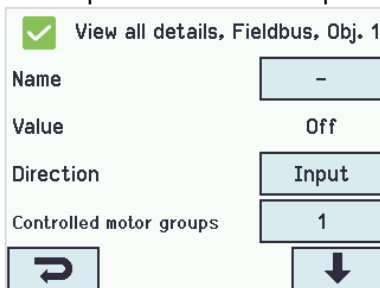 View all details, Fieldbus, Obj. 1
Name -
Value Off
Direction Input
Controlled motor groups 1